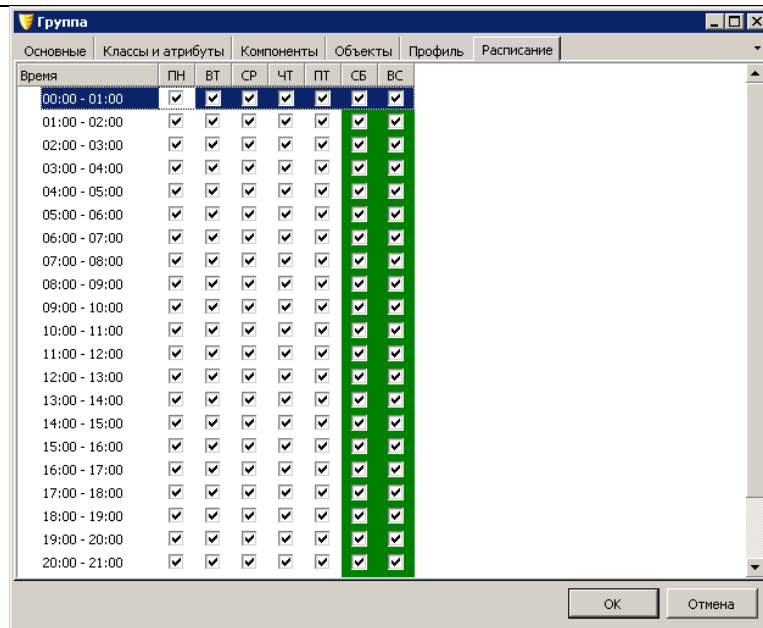 Группа
Основные Классы и атрибуты Компоненты Объекты Профиль Расписание
Время ПН ВТ СР ЧТ ПТ СБ ВС
00:00 - 01:00
01:00 - 02:00
02:00 - 03:00
03:00 - 04:00
04:00 - 05:00
05:00 - 06:00
06:00 - 07:00
07:00 - 08:00
08:00 - 09:00
09:00 - 10:00
10:00 - 11:00
11:00 - 12:00
12:00 - 13:00
13:00 - 14:00
14:00 - 15:00
15:00 - 16:00
16:00 - 17:00
17:00 - 18:00
18:00 - 19:00
19:00 - 20:00
20:00 - 21:00
ОК Отмена